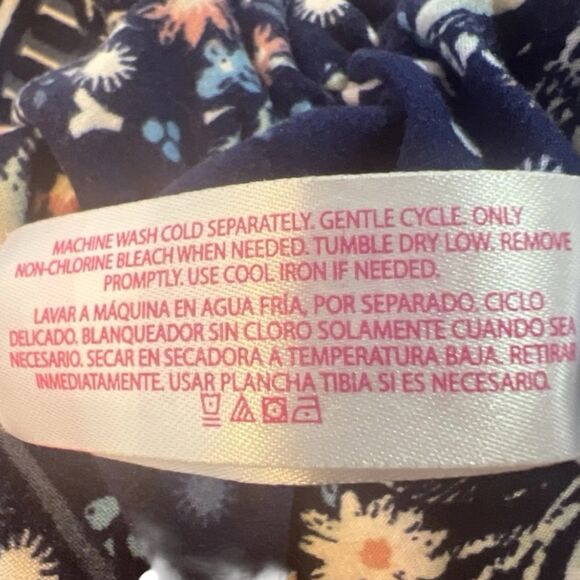 MACHINE WASH COLD SEPARATELY. GENTLE CYCLE. ONLY
NON-CHLORINE BLEACH WHEN NEEDED. TUMBLE DRY LOW. REMOVE
PROMPTLY. USE COOL IRON IF NEEDED.
LAVAR A MÁQUINA EN AGUA FRÍA, POR SEPARADO. CICLO
DELICADO. BLANQUEADOR SIN CLORO SOLAMENTE CUANDO SEA
NECESARIO. SECAR EN SECADORA A TEMPERATURA BAJA. RETIRAR
INMEDIATAMENTE. USAR PLANCHA TIBIA SI ES NECESARIO.